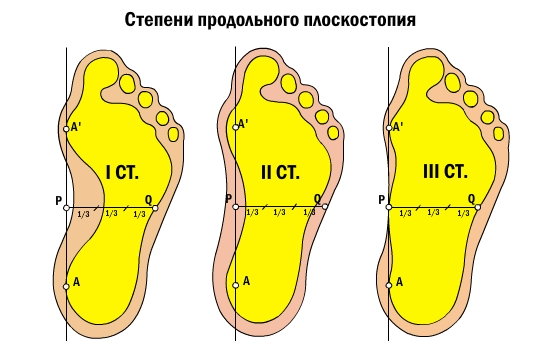 Степени продольного плоскостопия
A' A' A'
I СТ. II СТ. III СТ.
P Q P Q P Q
1/3 1/3 1/3 1/3 1/3 1/3 1/3 1/3 1/3
A A A